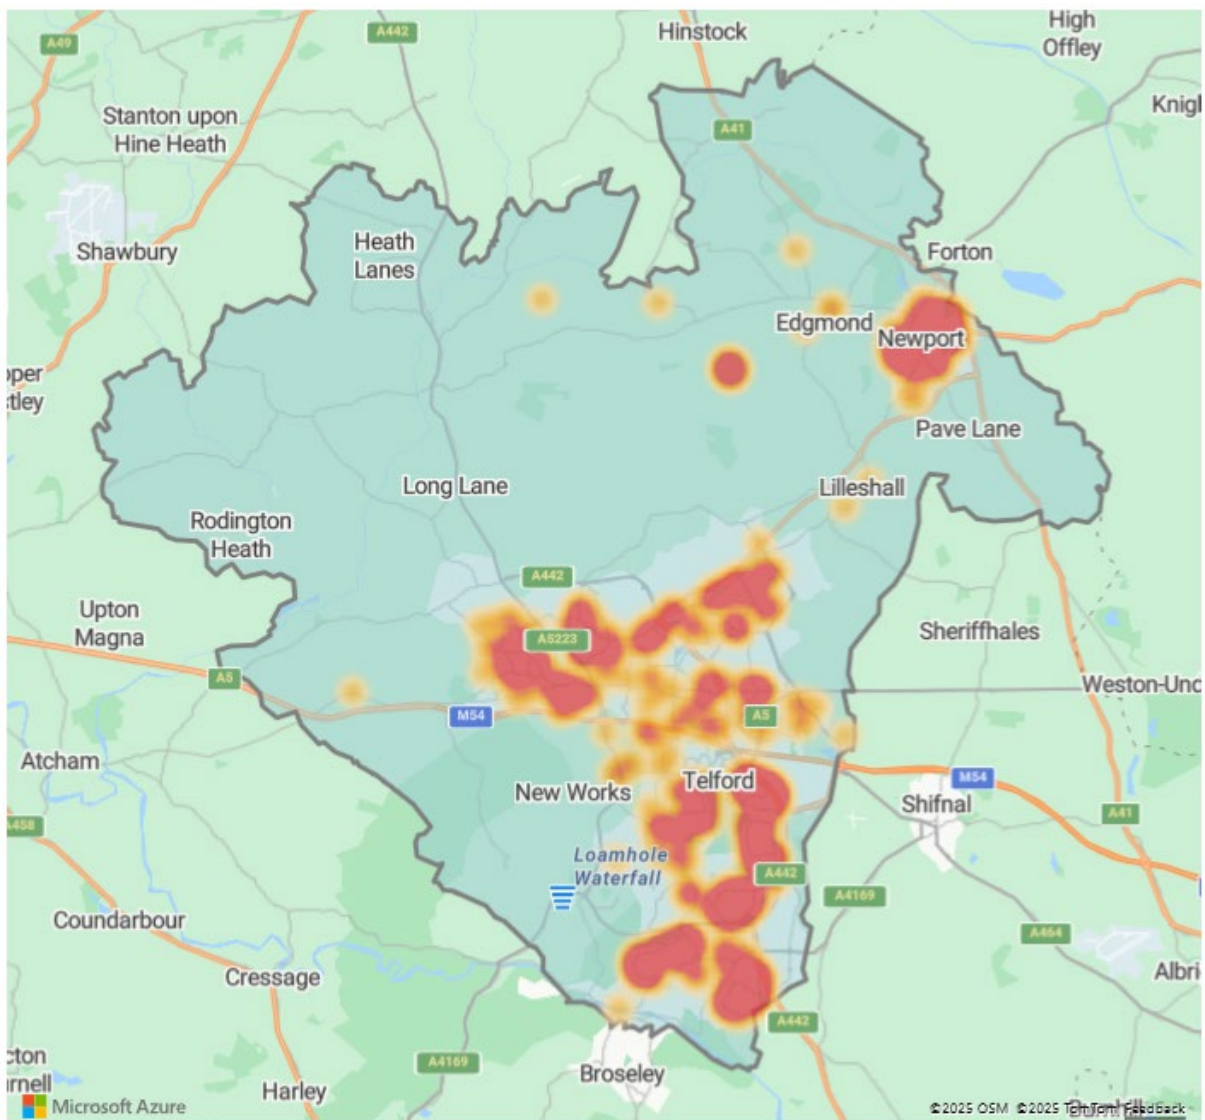 Hinstock
High
Offley
A49
A442
Knigl
Stanton upon
Hine Heath
A41
Shawbury
Heath
Lanes
Forton
Edgmond
Newport
oper
tley
Pave Lane
Long Lane
Lilleshall
Rodington
Heath
A442
Upton
Magna
A5223
Sheriffhales
A5
Weston-Und
M54
A5
Atcham
New Works
Telford
M54
Shifnal
A458
A41
Loamhole
Waterfall
A442
A4169
Coundarbour
A464
Cressage
Albri
A442
A4169
cton
rnell
Harley
Broseley
Microsoft Azure
©2025 OSM ©2025 TomTom Feedback